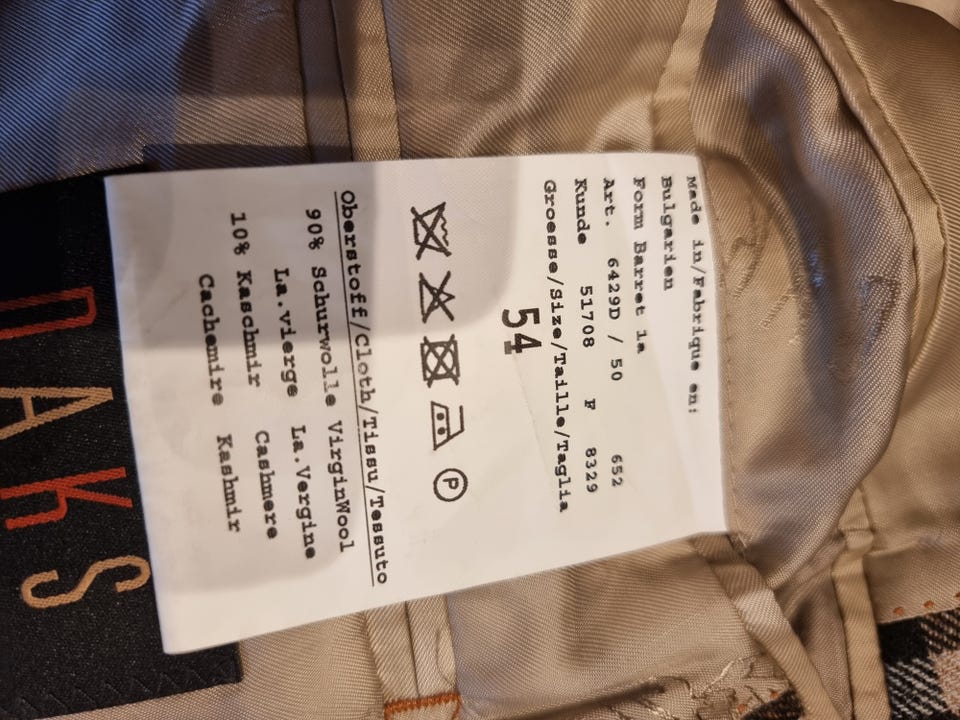 Made in/Fabrique en:
Bulgarien
Form Barret 1a
Art. 6429D / 50 652
Kunde 51708 F 8329
Groesse/Size/Taille/Taglia
54
P
Oberstoff/Cloth/Tissu/Tessuto
90% Schurwolle VirginWool
La.vierge La.Vergine
10% Kaschmir Cashmere
Cachemire Kashmir
DAKS